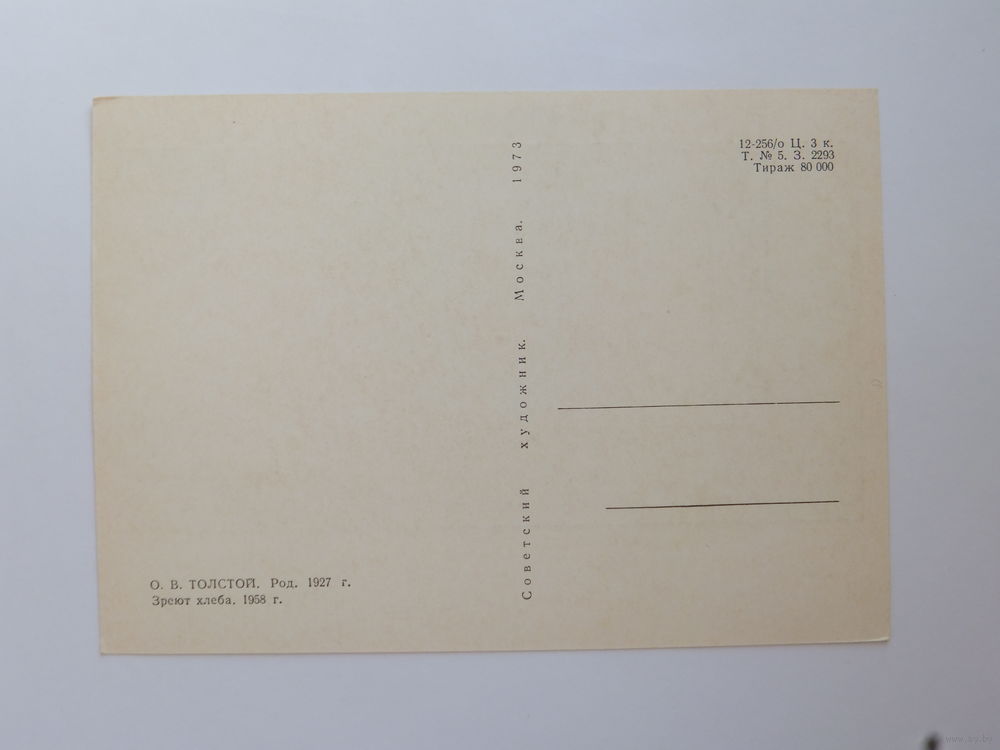 12-256/о Ц. 3 к.
Т. № 5. З. 2293
Тираж 80 000
Советский художник. Москва. 1973
О. В. ТОЛСТОЙ. Род. 1927 г.
Зреют хлеба. 1958 г.